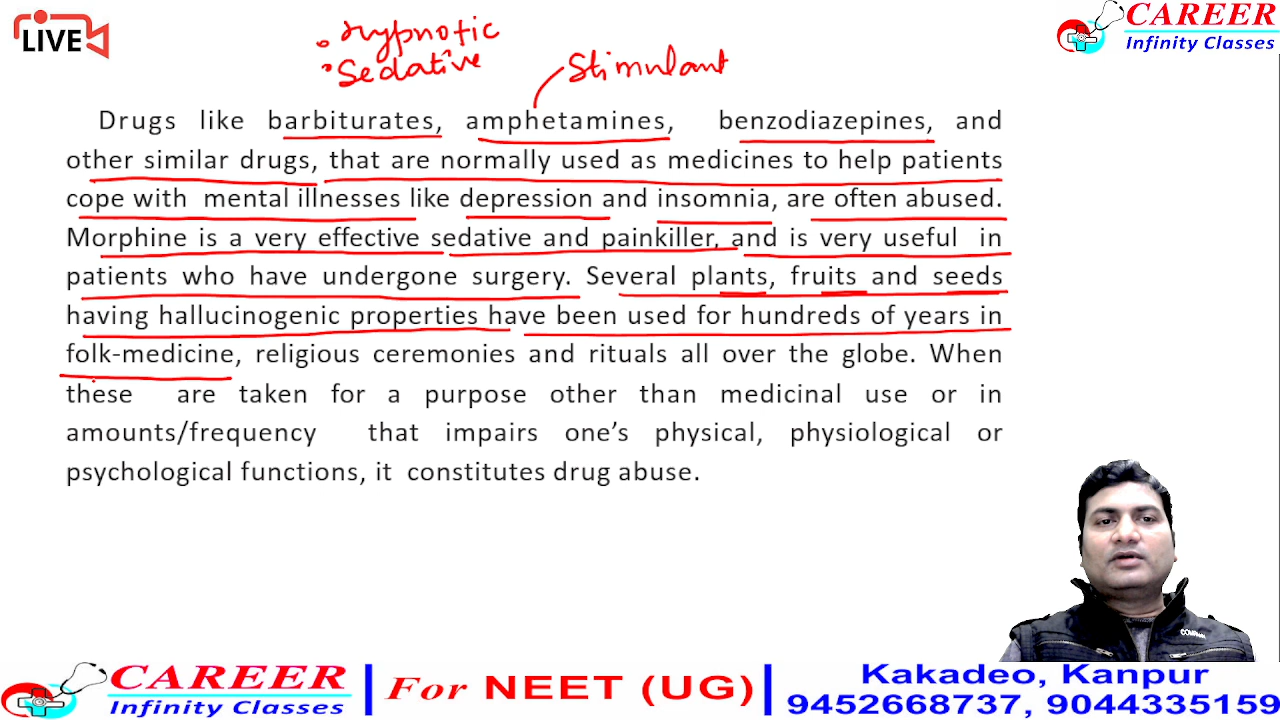 LIVE
Hypnotic
Sedative
Stimulant
CAREER
Infinity Classes
Drugs like barbiturates, amphetamines, benzodiazepines, and
other similar drugs, that are normally used as medicines to help patients
cope with mental illnesses like depression and insomnia, are often abused.
Morphine is a very effective sedative and painkiller, and is very useful in
patients who have undergone surgery. Several plants, fruits and seeds
having hallucinogenic properties have been used for hundreds of years in
folk-medicine, religious ceremonies and rituals all over the globe. When
these are taken for a purpose other than medicinal use or in
amounts/frequency that impairs one's physical, physiological or
psychological functions, it constitutes drug abuse.
CAREER
Infinity Classes
For NEET (UG)
Kakadeo, Kanpur
9452668737, 9044335159